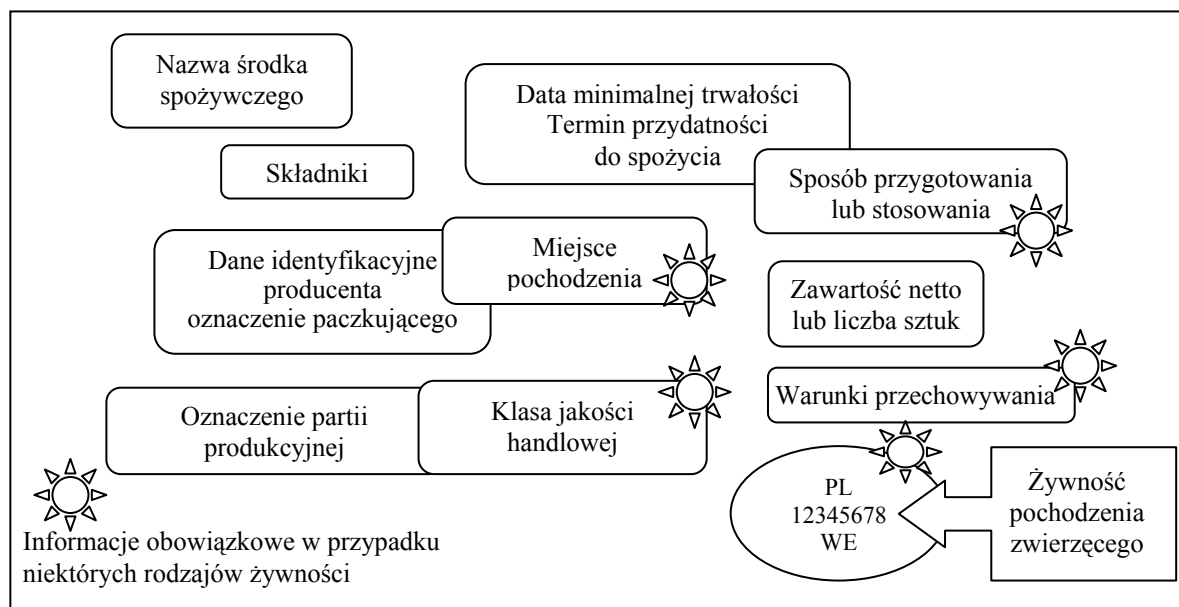 Nazwa środka
spożywczego
Data minimalnej trwałości
Termin przydatności
do spożycia
Składniki
Sposób przygotowania
lub stosowania
Dane identyfikacyjne
producenta
oznaczenie paczkującego
Miejsce
pochodzenia
Zawartość netto
lub liczba sztuk
Oznaczenie partii
produkcyjnej
Klasa jakości
handlowej
Warunki przechowywania
PL
12345678
WE
Żywność
pochodzenia
zwierzęcego
Informacje obowiązkowe w przypadku
niektórych rodzajów żywności